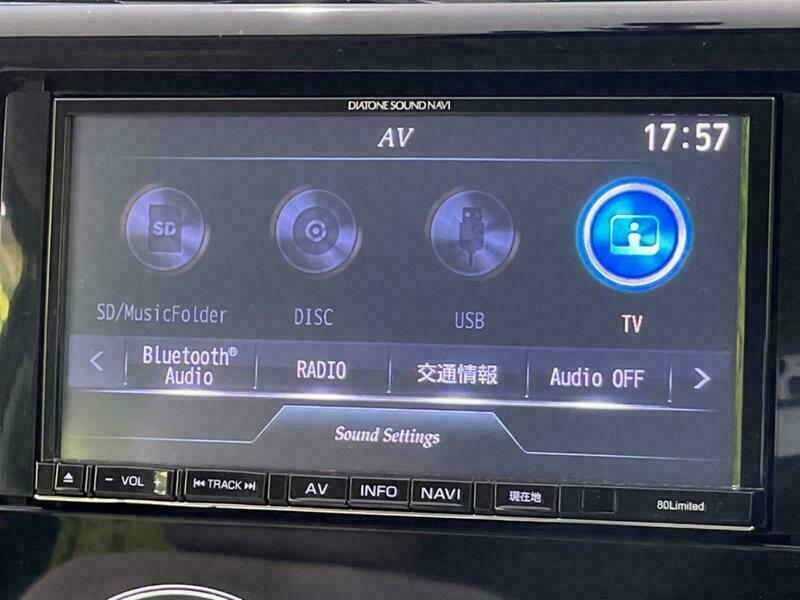 DIATONE SOUND NAVI
AV
17:57
SD
SD/MusicFolder
DISC
USB
TV
Bluetooth®
Audio
RADIO
交通情報
Audio OFF
Sound Settings
- VOL +
TRACK
AV
INFO
NAVI
現在地
80Limited